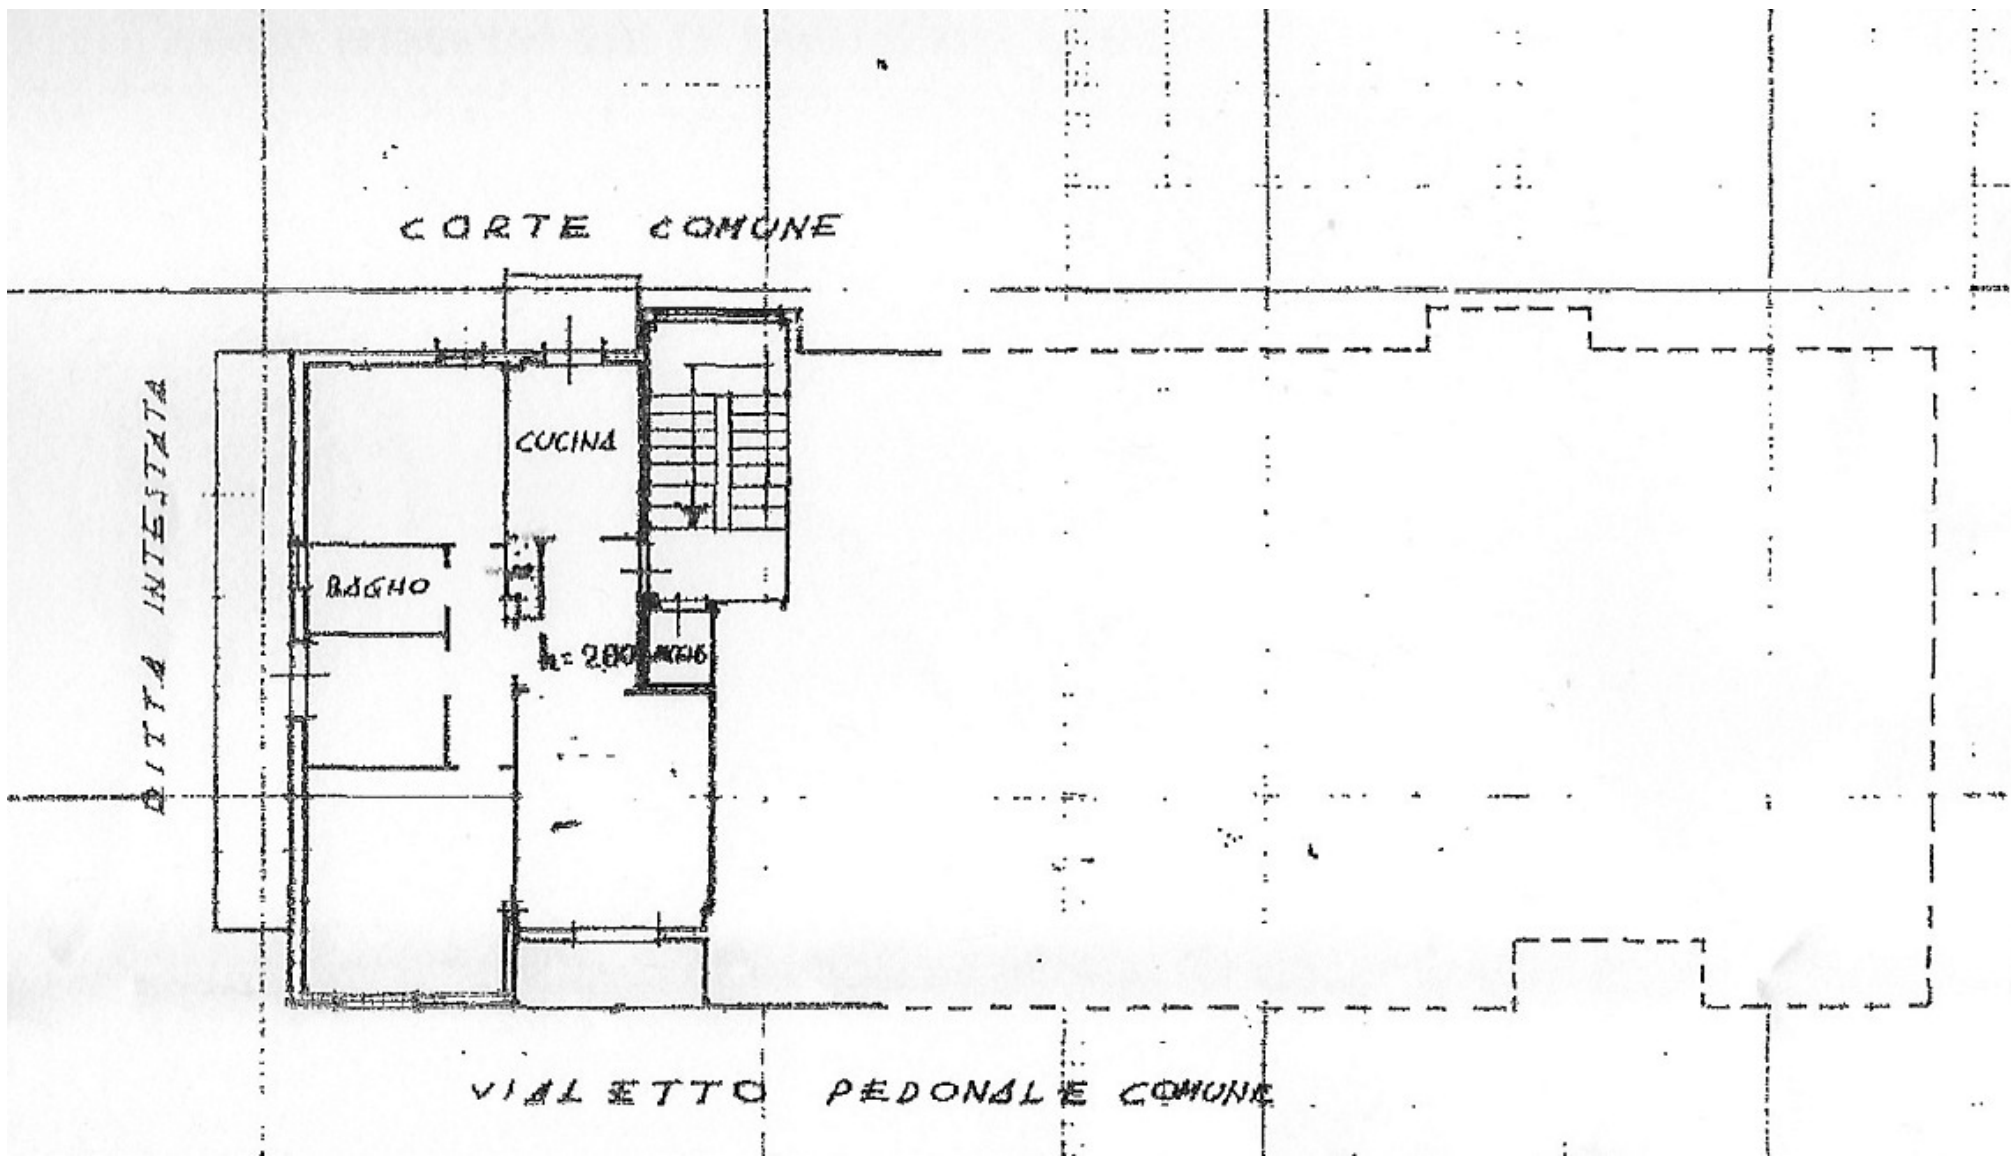 CORTE COMUNE
DITTA INTESTATA
CUCINA
BAGNO
h=2.80
VIALETTO PEDONALE COMUNE